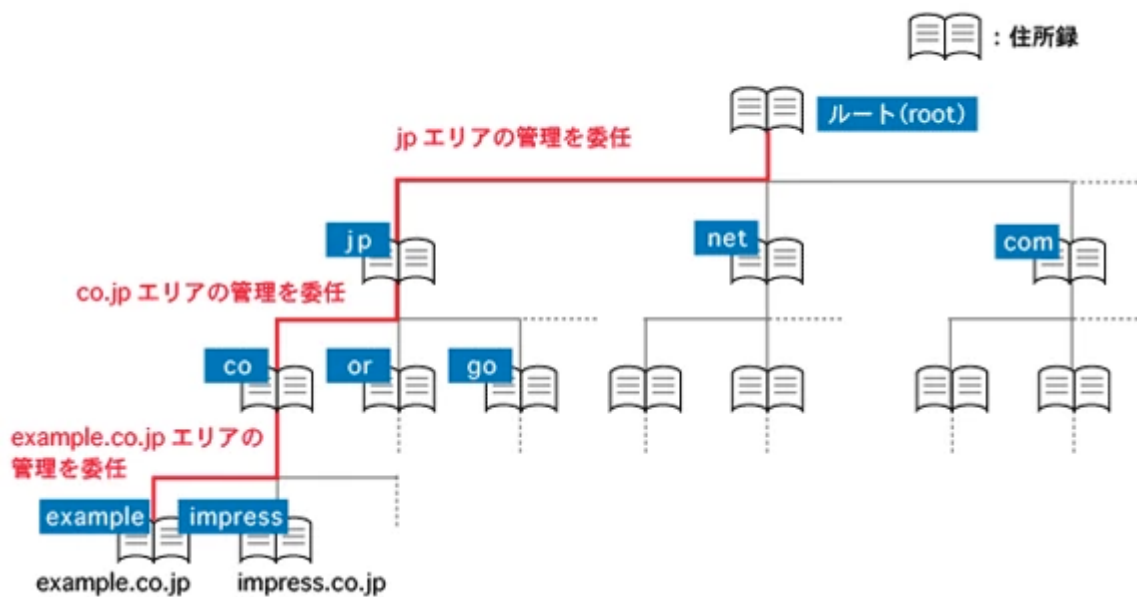 ：住所録
ルート（root）
jp エリアの管理を委任
jp
net
com
co.jp エリアの管理を委任
co
or
go
example.co.jp エリアの
管理を委任
example
impress
example.co.jp
impress.co.jp